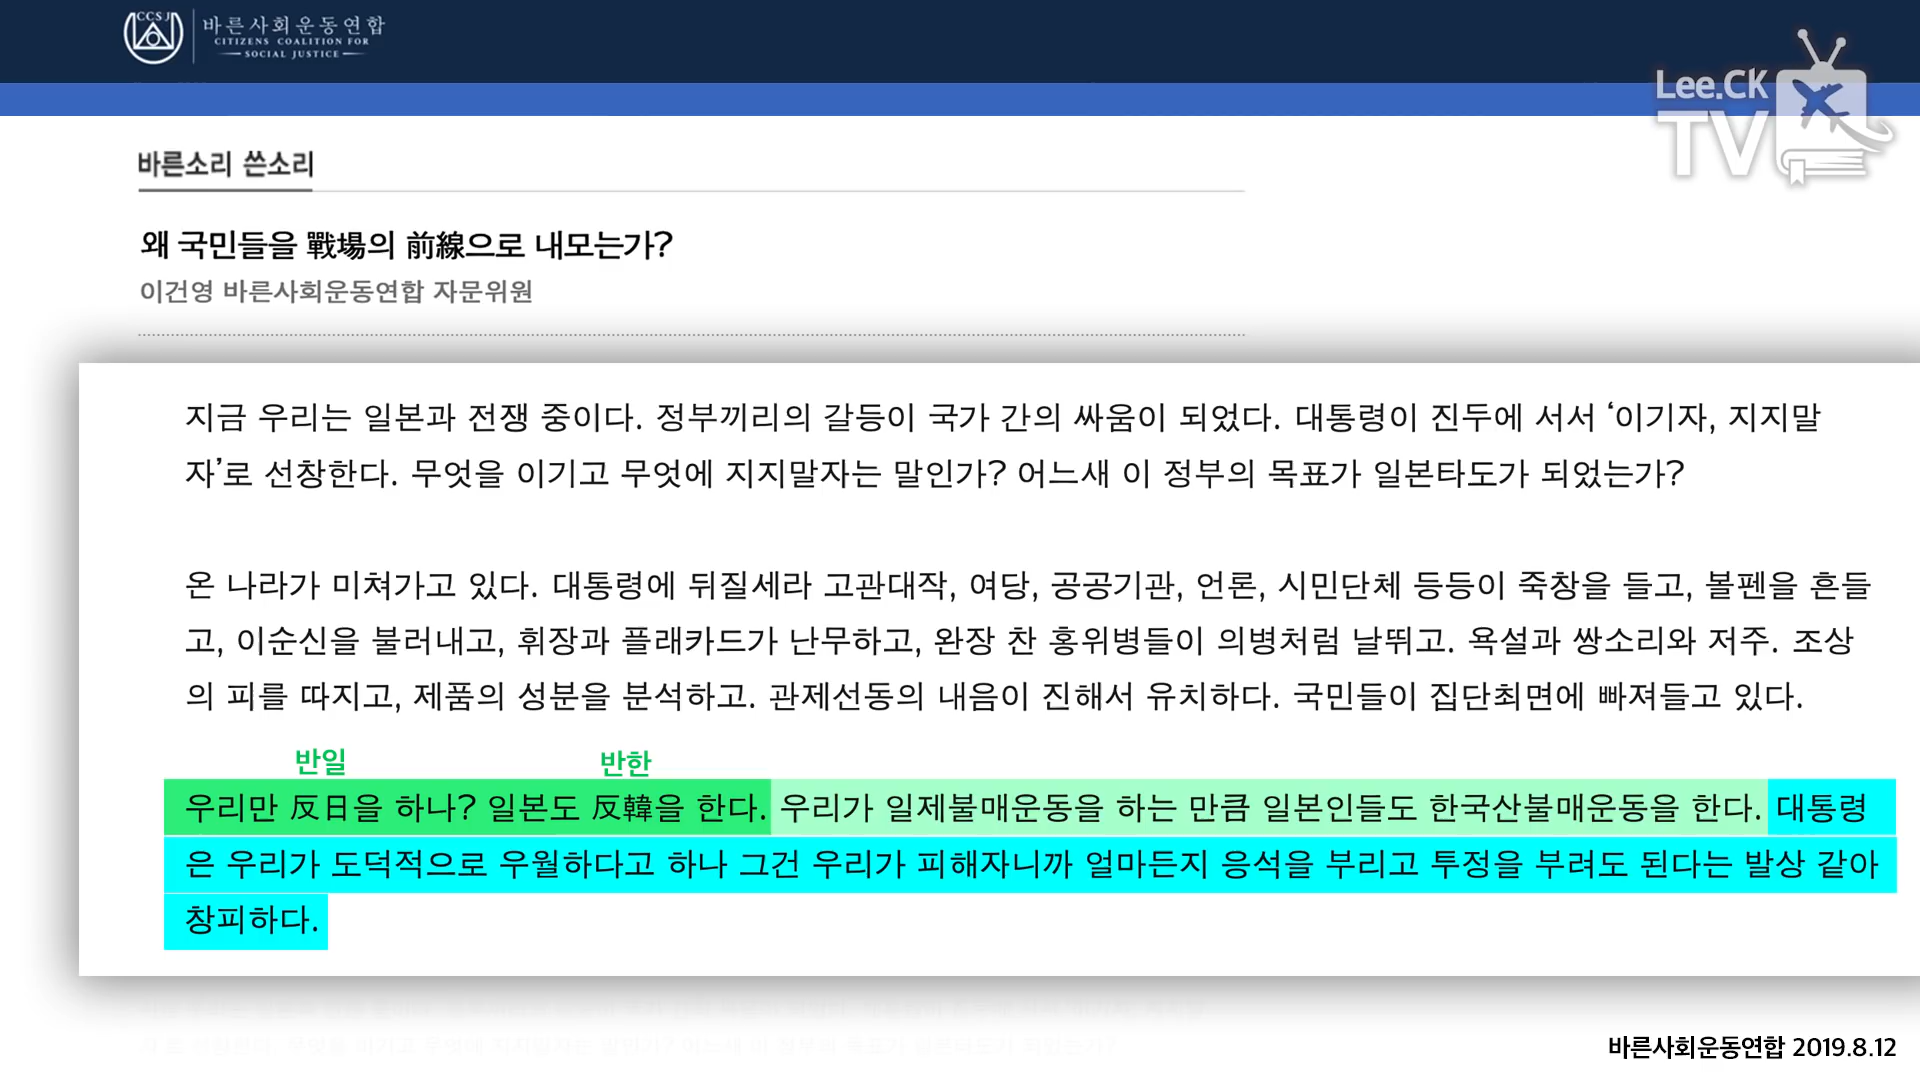 CCSJ
바른사회운동연합
CITIZENS COALITION FOR
SOCIAL JUSTICE
Lee.CK
TV
바른소리 쓴소리
왜 국민들을 戰場의 前線으로 내모는가?
이건영 바른사회운동연합 자문위원
지금 우리는 일본과 전쟁 중이다. 정부끼리의 갈등이 국가 간의 싸움이 되었다. 대통령이 진두에 서서 ‘이기자, 지지말
자’로 선창한다. 무엇을 이기고 무엇에 지지말자는 말인가? 어느새 이 정부의 목표가 일본타도가 되었는가?
온 나라가 미쳐가고 있다. 대통령에 뒤질세라 고관대작, 여당, 공공기관, 언론, 시민단체 등등이 죽창을 들고, 볼펜을 흔들
고, 이순신을 불러내고, 휘장과 플래카드가 난무하고, 완장 찬 홍위병들이 의병처럼 날뛰고. 욕설과 쌍소리와 저주. 조상
의 피를 따지고, 제품의 성분을 분석하고. 관제선동의 내음이 진해서 유치하다. 국민들이 집단최면에 빠져들고 있다.
반일 반한
우리만 反日을 하나? 일본도 反韓을 한다. 우리가 일제불매운동을 하는 만큼 일본인들도 한국산불매운동을 한다. 대통령
은 우리가 도덕적으로 우월하다고 하나 그건 우리가 피해자니까 얼마든지 응석을 부리고 투정을 부려도 된다는 발상 같아
창피하다.
바른사회운동연합 2019.8.12